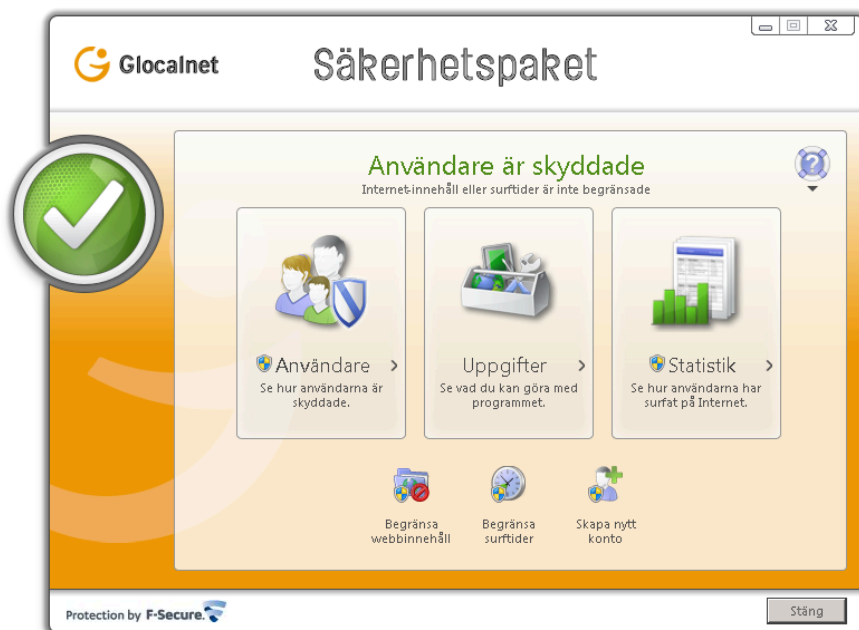 Glocalnet
Säkerhetspaket
Användare är skyddade
Internet-innehåll eller surftider är inte begränsade
Användare
Se hur användarna är
skyddade.
Uppgifter
Se vad du kan göra med
programmet.
Statistik
Se hur användarna har
surfat på Internet.
Begränsa
webbinnehåll
Begränsa
surftider
Skapa nytt
konto
Protection by F-Secure.
Stäng